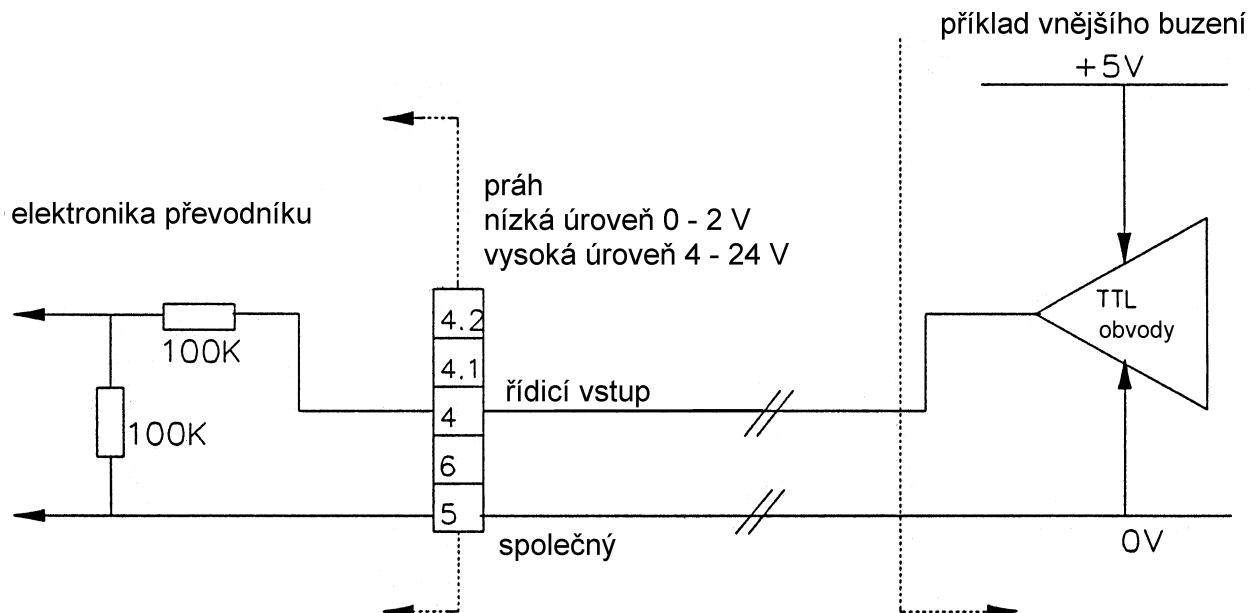 příklad vnějšího buzení
+5V
práh
nízká úroveň 0 - 2 V
vysoká úroveň 4 - 24 V
elektronika převodníku
TTL
obvody
4.2
100K
4.1
řídicí vstup
4
100K
6
5
společný
0V